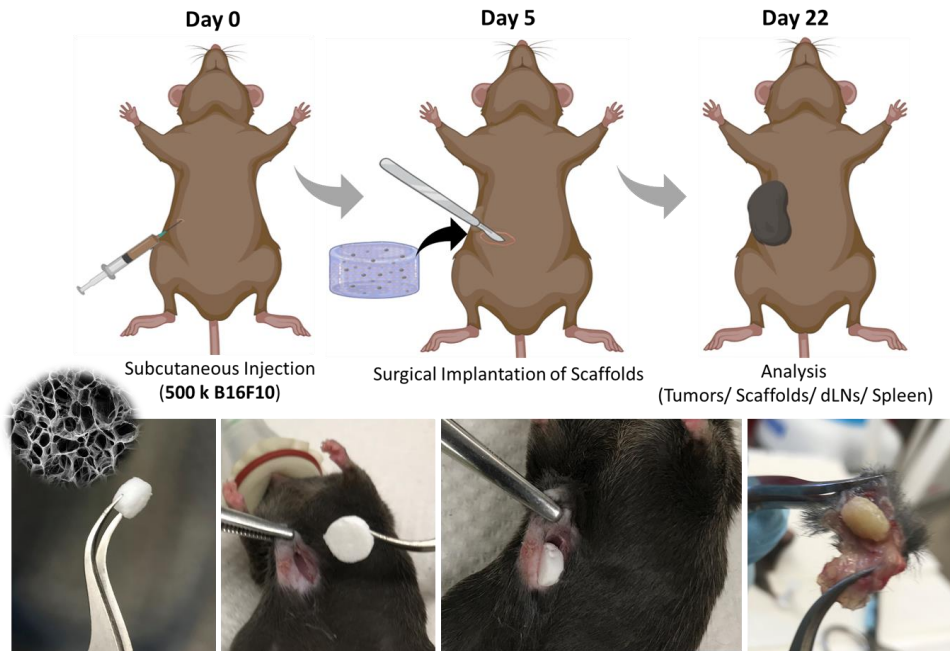 Day 0
Day 5
Day 22
Subcutaneous Injection
(500 k B16F10)
Surgical Implantation of Scaffolds
Analysis
(Tumors/ Scaffolds/ dLNs/ Spleen)